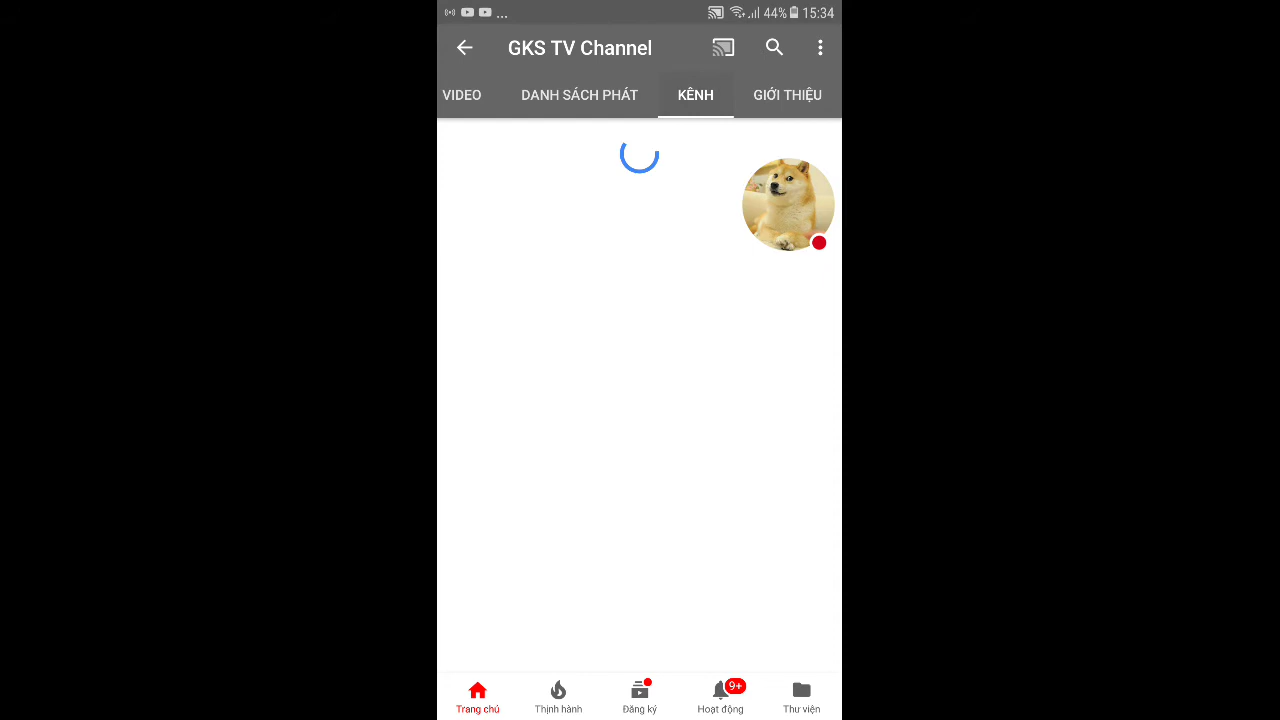 ... 44% 15:34
GKS TV Channel
VIDEO DANH SÁCH PHÁT KÊNH GIỚI THIỆU
9+
Trang chủ Thịnh hành Đăng ký Hoạt động Thư viện